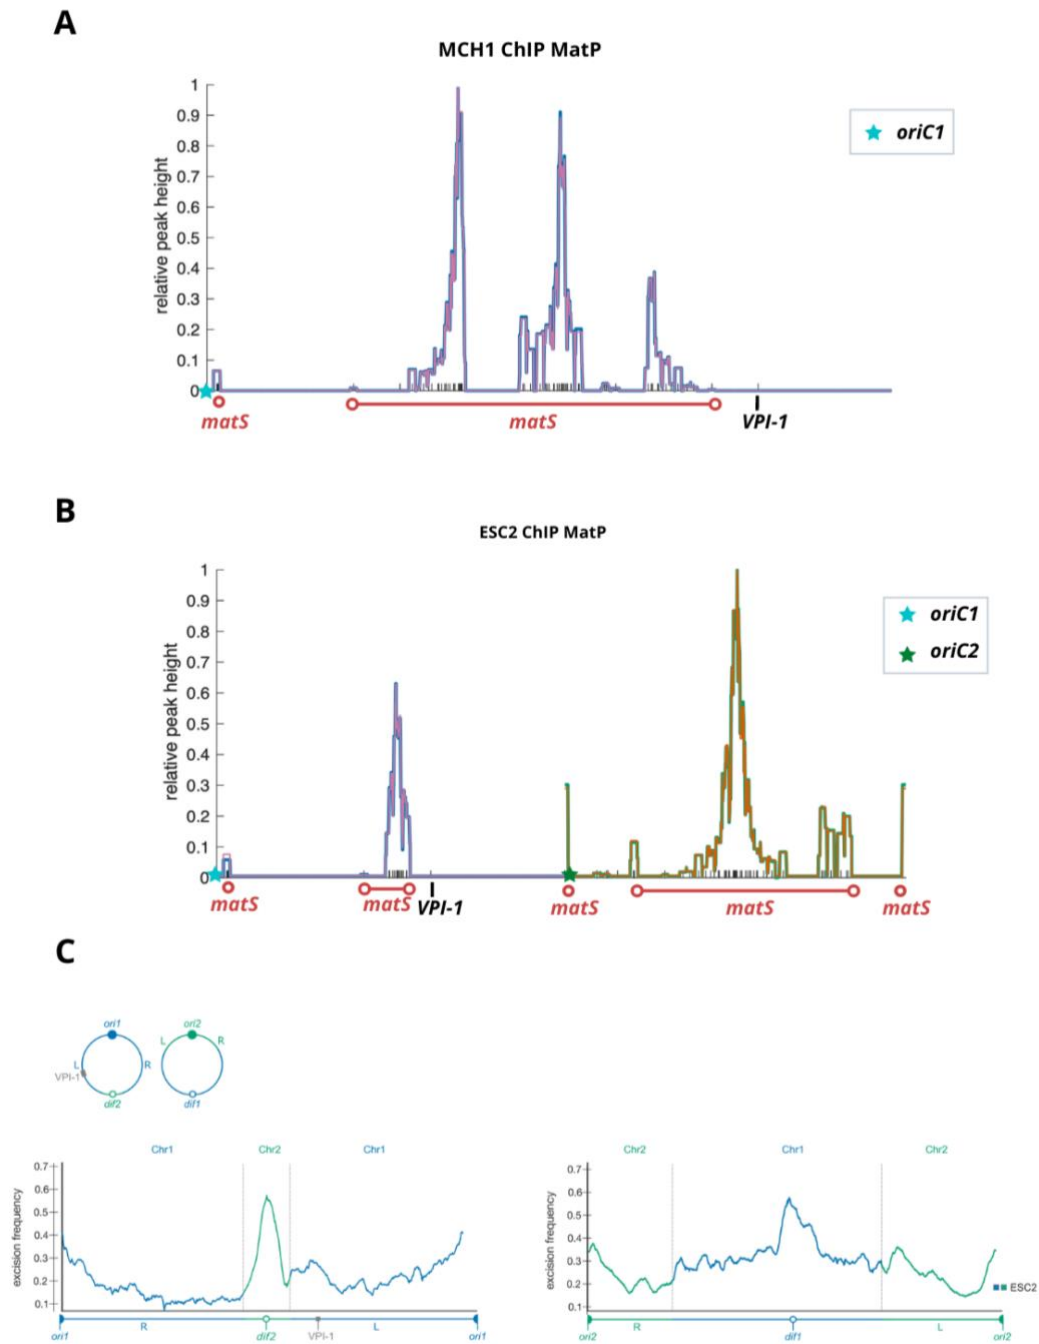 A
MCH1 ChIP MatP
relative peak height
1
0.9
0.8
0.7
0.6
0.5
0.4
0.3
0.2
0.1
0
oriC1
matS
matS
VPI-1
B
ESC2 ChIP MatP
relative peak height
1
0.9
0.8
0.7
0.6
0.5
0.4
0.3
0.2
0.1
0
oriC1
oriC2
matS
matS
VPI-1
matS
matS
matS
C
ori1
L
R
VPI-1
dif2
ori2
L
R
dif1
Chr1
Chr2
Chr1
excision frequency
0.7
0.6
0.5
0.4
0.3
0.2
0.1
ori1
R
dif2
VPI-1
L
ori1
Chr2
Chr1
Chr2
excision frequency
0.7
0.6
0.5
0.4
0.3
0.2
0.1
ESC2
ori2
R
dif1
L
ori2